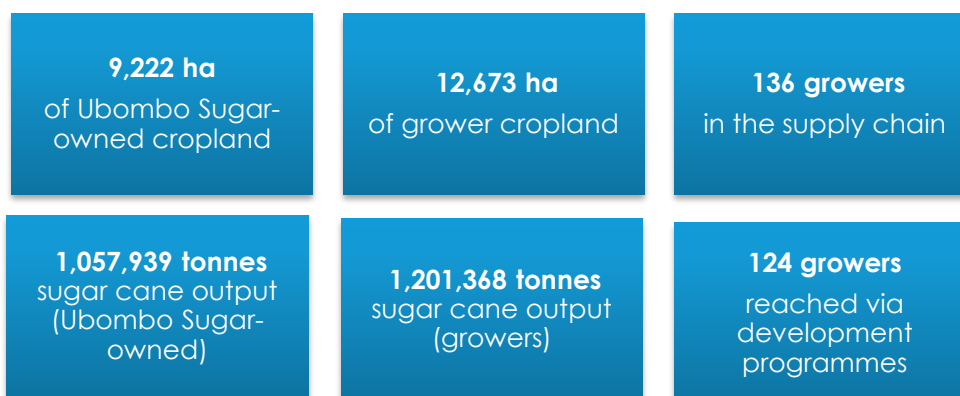 9,222 ha
of Ubombo Sugar-
owned cropland
12,673 ha
of grower cropland
136 growers
in the supply chain
1,057,939 tonnes
sugar cane output
(Ubombo Sugar-
owned)
1,201,368 tonnes
sugar cane output
(growers)
124 growers
reached via
development
programmes